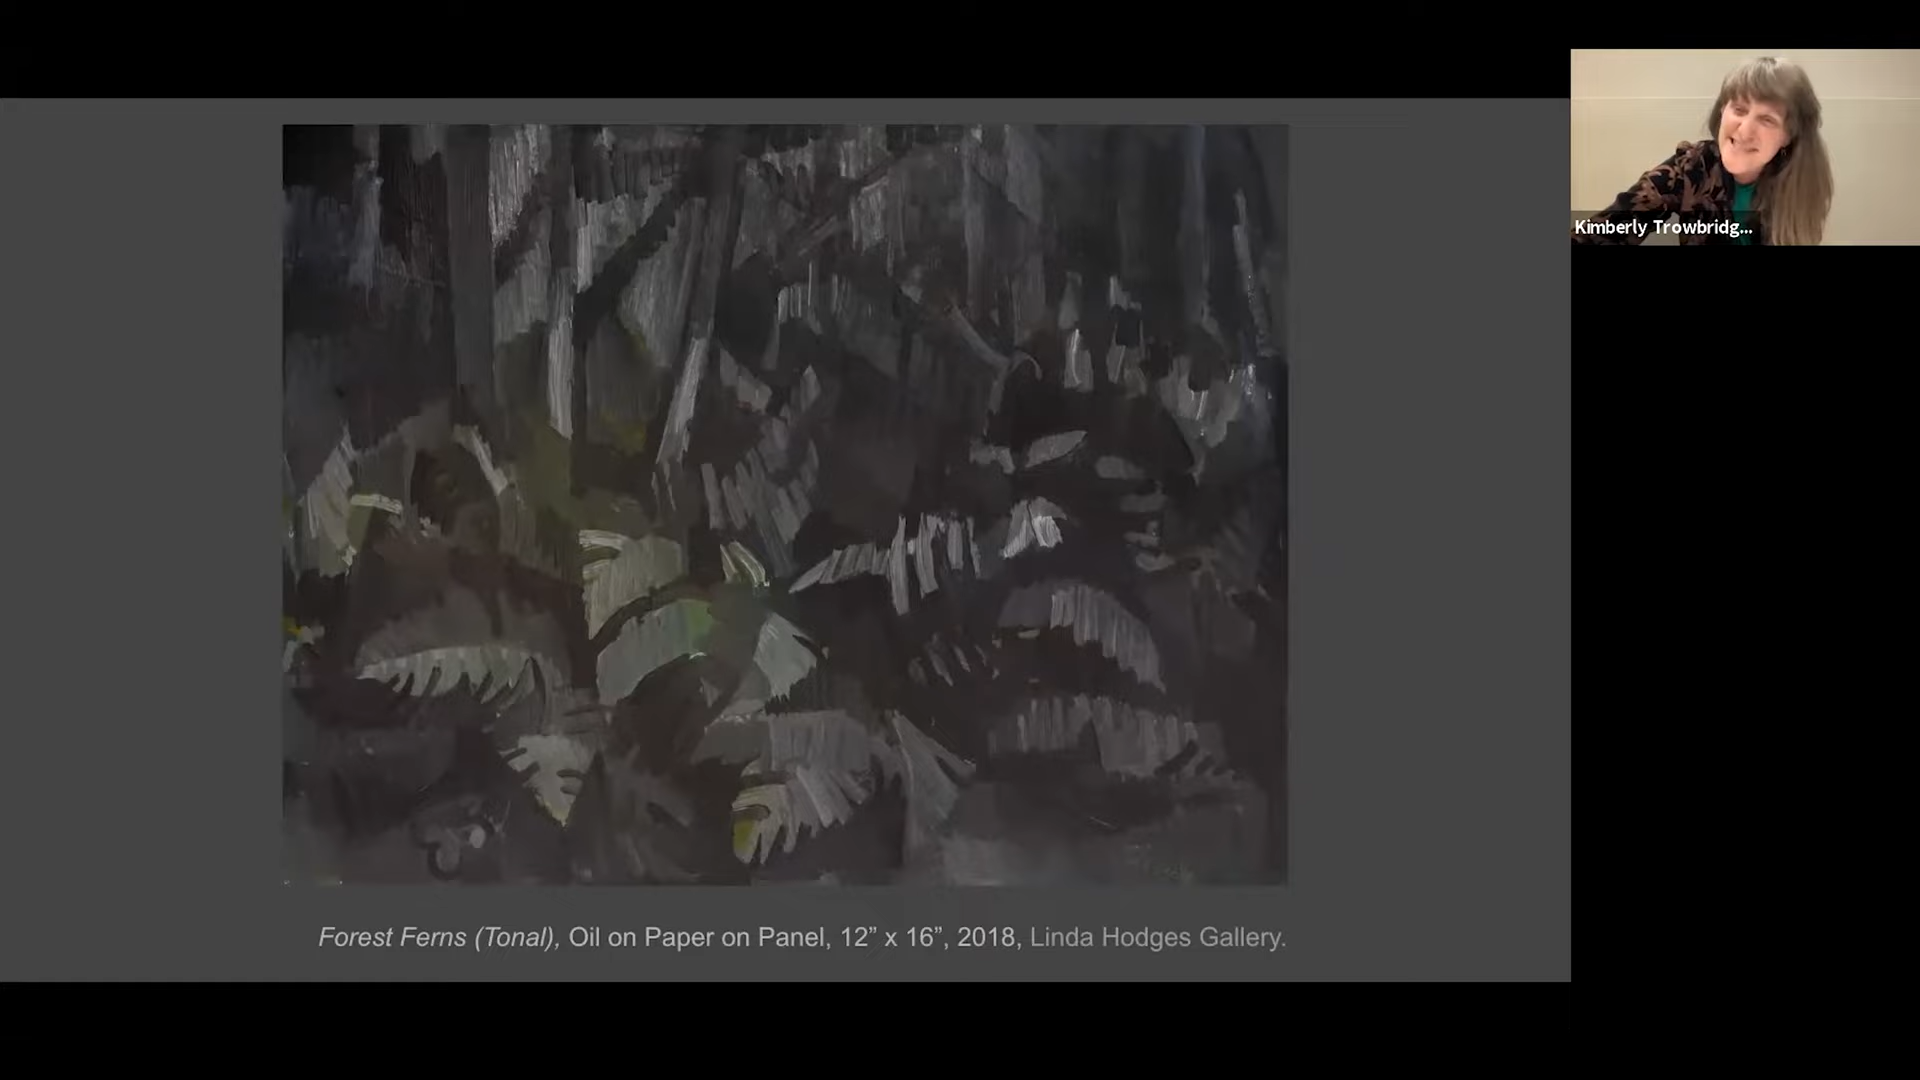 Kimberly Trowbridg...
Forest Ferns (Tonal), Oil on Paper on Panel, 12” x 16”, 2018, Linda Hodges Gallery.